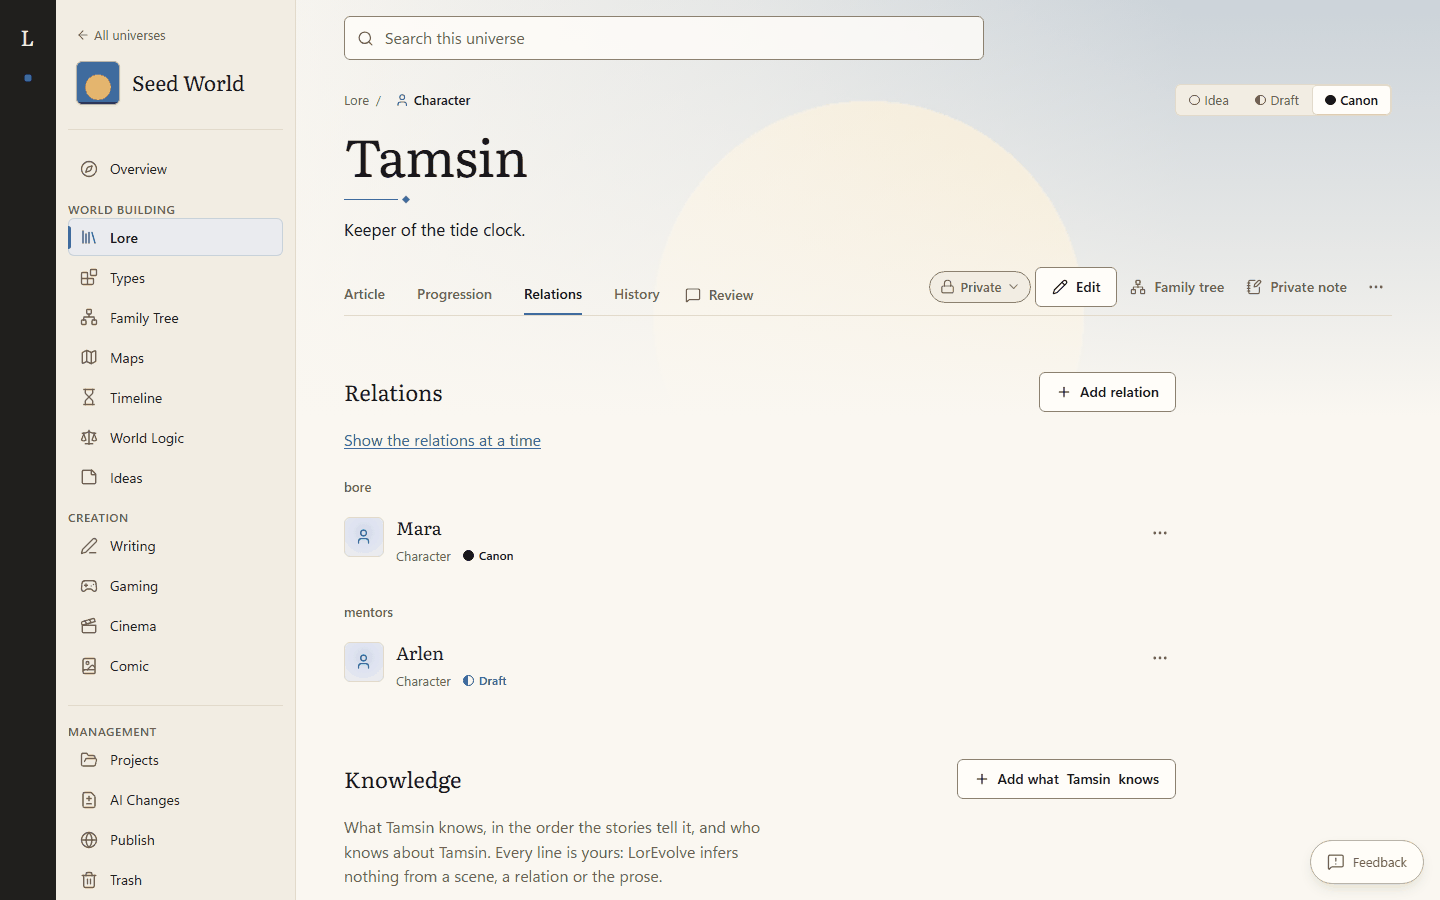 L
All universes
Seed World
Overview
WORLD BUILDING
Lore
Types
Family Tree
Maps
Timeline
World Logic
Ideas
CREATION
Writing
Gaming
Cinema
Comic
MANAGEMENT
Projects
AI Changes
Publish
Trash
Search this universe
Lore / Character
Idea Draft Canon
Tamsin
Keeper of the tide clock.
Article Progression Relations History Review
Private Edit Family tree Private note
Relations
Add relation
Show the relations at a time
bore
Mara
Character Canon
mentors
Arlen
Character Draft
Knowledge
Add what Tamsin knows
What Tamsin knows, in the order the stories tell it, and who
knows about Tamsin. Every line is yours: LorEvolve infers
nothing from a scene, a relation or the prose.
Feedback